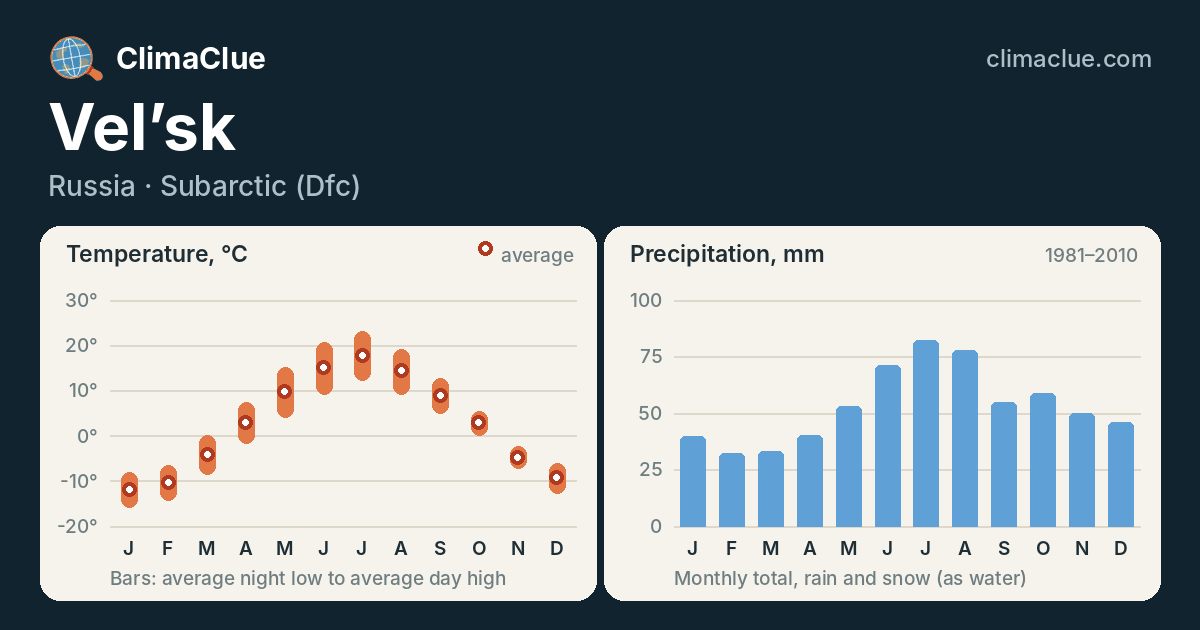 ClimaClue
climaclue.com
Vel’sk
Russia · Subarctic (Dfc)
Temperature, °C
average
30°
20°
10°
0°
-10°
-20°
J F M A M J J A S O N D
Bars: average night low to average day high
Precipitation, mm
1981–2010
100
75
50
25
0
J F M A M J J A S O N D
Monthly total, rain and snow (as water)